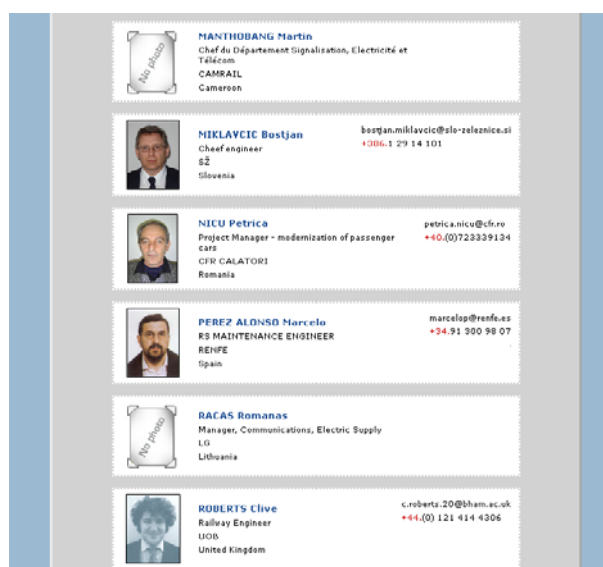 No photo
MANTHOBANG Martin
Chef du Département Signalisation, Electricité et
Télécom
CAMRAIL
Cameroon
MIKLAVCIC Bostjan
Cheef engineer
SŽ
Slovenia
bostjan.miklavcic@slo-zeleznice.si
+386.1 29 14 101
NICU Petrica
Project Manager - modernization of passenger
cars
CFR CALATORI
Romania
petrica.nicu@cfr.ro
+40.(0)723339134
PEREZ ALONSO Marcelo
RS MAINTENANCE ENGINEER
RENFE
Spain
marcelop@renfe.es
+34.91 300 98 07
No photo
RACAS Romanas
Manager, Communications, Electric Supply
LG
Lithuania
ROBERTS Clive
Railway Engineer
UOB
United Kingdom
c.roberts.20@bham.ac.uk
+44.(0) 121 414 4306